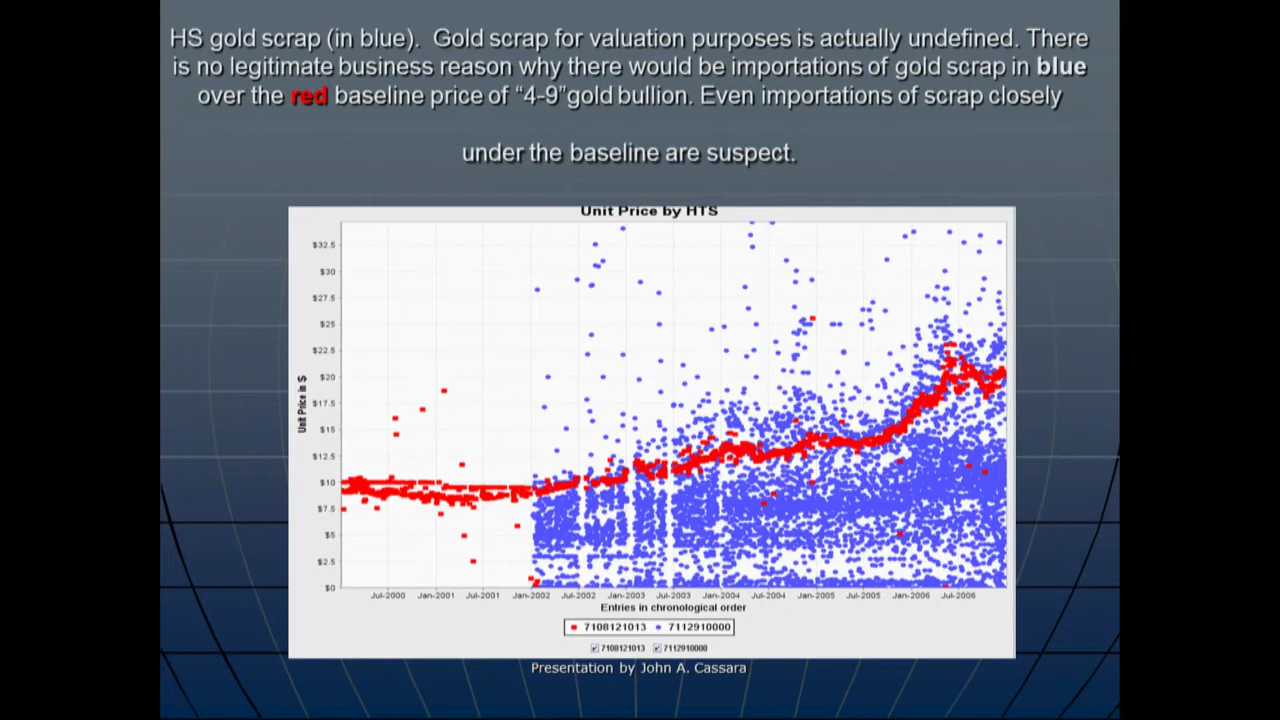 HS gold scrap (in blue).  Gold scrap for valuation purposes is actually undefined. There
is no legitimate business reason why there would be importations of gold scrap in blue
over the red baseline price of “4-9”gold bullion. Even importations of scrap closely
under the baseline are suspect.
Unit Price by HTS
Unit Price in $
$32.5
$30
$27.5
$25
$22.5
$20
$17.5
$15
$12.5
$10
$7.5
$5
$2.5
$0
Jul-2000 Jan-2001 Jul-2001 Jan-2002 Jul-2002 Jan-2003 Jul-2003 Jan-2004 Jul-2004 Jan-2005 Jul-2005 Jan-2006 Jul-2006
Entries in chronological order
7108121013 7112910000
7108121013 7112910000
Presentation by John A. Cassara